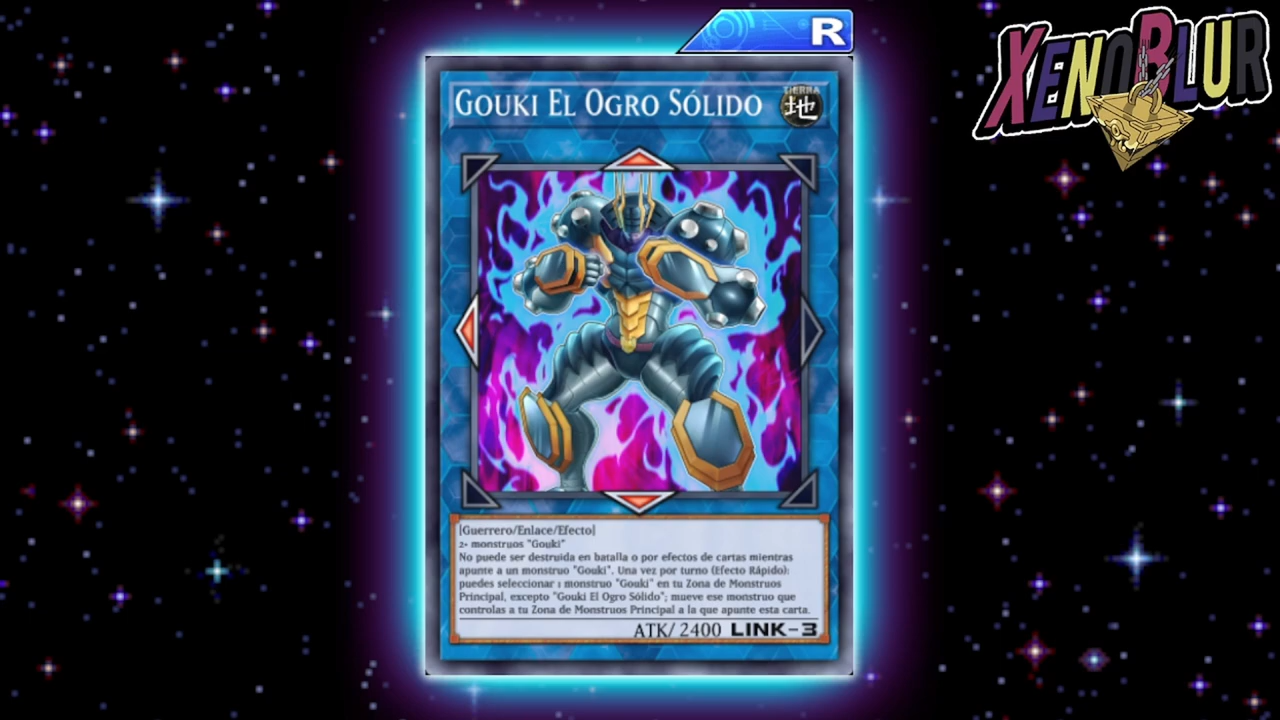 R
XENOBLUR
GOUKI EL OGRO SÓLIDO
TIERRA
地
[Guerrero/Enlace/Efecto]
2+ monstruos "Gouki"
No puede ser destruida en batalla o por efectos de cartas mientras
apunte a un monstruo "Gouki". Una vez por turno (Efecto Rápido):
puedes seleccionar 1 monstruo "Gouki" en tu Zona de Monstruos
Principal, excepto "Gouki El Ogro Sólido"; mueve ese monstruo que
controlas a tu Zona de Monstruos Principal a la que apunte esta carta.
ATK/ 2400 LINK-3